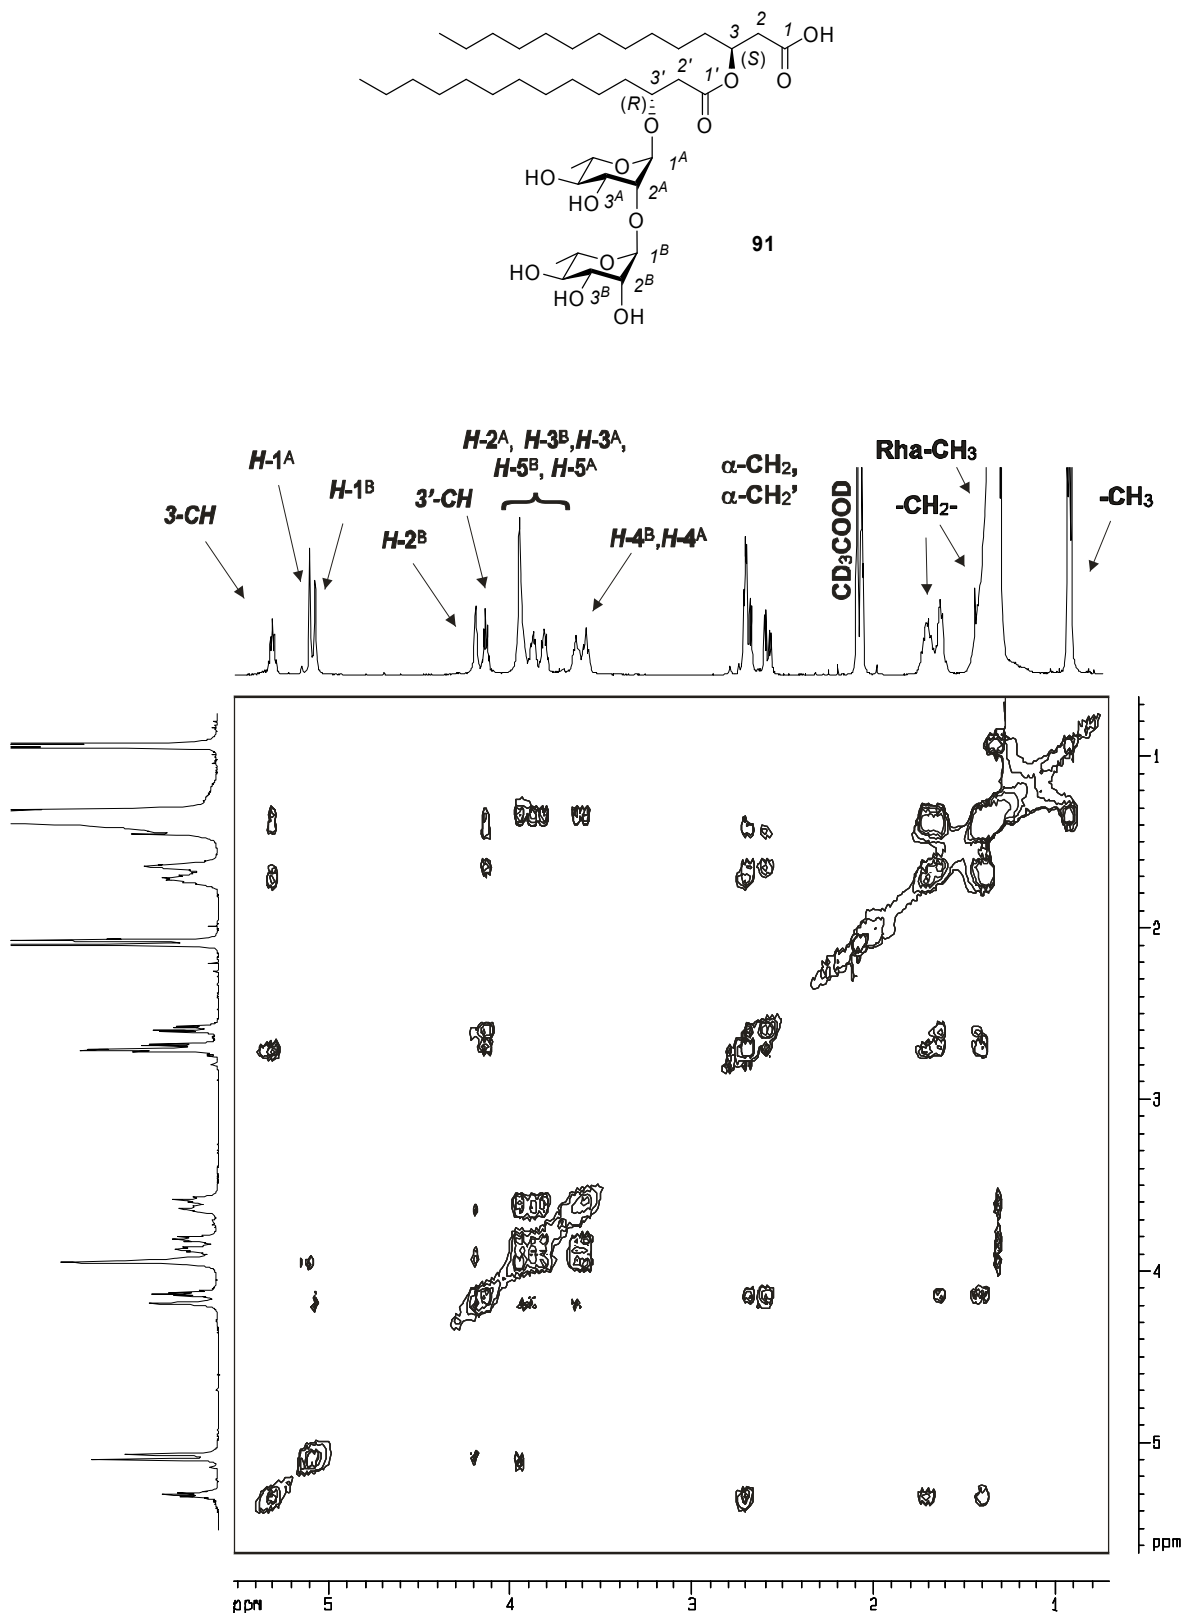 3 2 1 OH
(S) O
3' 2' 1' O
(R)
O O
O 1ᴬ
HO 2ᴬ
HO 3ᴬ
O
91
O 1ᴮ
HO 2ᴮ
HO 3ᴮ
OH
H-2ᴬ, H-3ᴮ,H-3ᴬ,
H-5ᴮ, H-5ᴬ
H-1ᴬ
H-1ᴮ
3-CH
3'-CH
H-2ᴮ
H-4ᴮ,H-4ᴬ
α-CH₂,
α-CH₂'
CD₃COOD
Rha-CH₃
-CH₂-
-CH₃
1
2
3
4
5
ppm
ppm 5 4 3 2 1